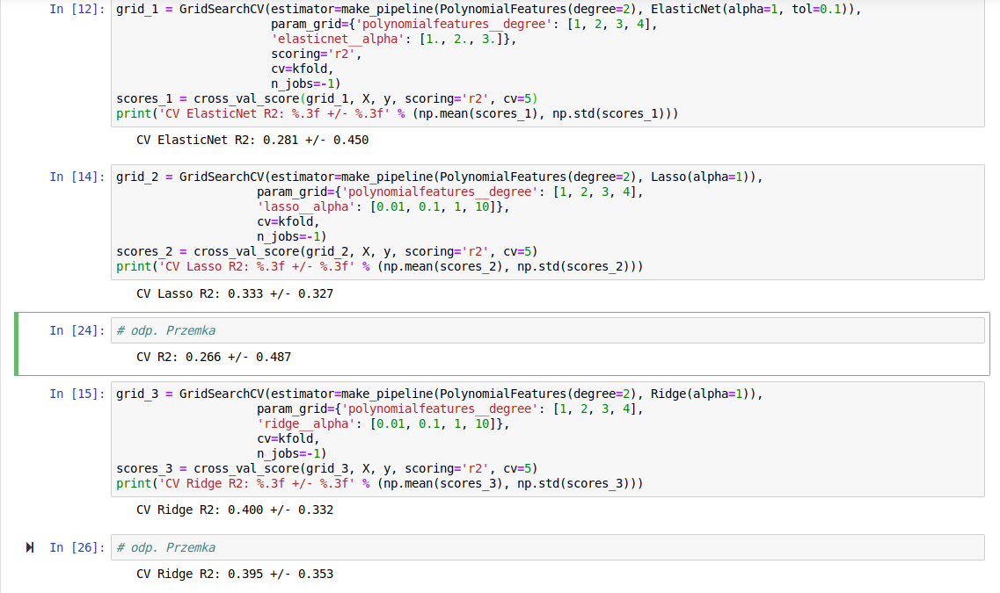 In [12]: grid_1 = GridSearchCV(estimator=make_pipeline(PolynomialFeatures(degree=2), ElasticNet(alpha=1, tol=0.1)),
param_grid={'polynomialfeatures__degree': [1, 2, 3, 4],
'elasticnet__alpha': [1., 2., 3.]},
scoring='r2',
cv=kfold,
n_jobs=-1)
scores_1 = cross_val_score(grid_1, X, y, scoring='r2', cv=5)
print('CV ElasticNet R2: %.3f +/- %.3f' % (np.mean(scores_1), np.std(scores_1)))
CV ElasticNet R2: 0.281 +/- 0.450
In [14]: grid_2 = GridSearchCV(estimator=make_pipeline(PolynomialFeatures(degree=2), Lasso(alpha=1)),
param_grid={'polynomialfeatures__degree': [1, 2, 3, 4],
'lasso__alpha': [0.01, 0.1, 1, 10]},
cv=kfold,
n_jobs=-1)
scores_2 = cross_val_score(grid_2, X, y, scoring='r2', cv=5)
print('CV Lasso R2: %.3f +/- %.3f' % (np.mean(scores_2), np.std(scores_2)))
CV Lasso R2: 0.333 +/- 0.327
In [24]: # odp. Przemka
CV R2: 0.266 +/- 0.487
In [15]: grid_3 = GridSearchCV(estimator=make_pipeline(PolynomialFeatures(degree=2), Ridge(alpha=1)),
param_grid={'polynomialfeatures__degree': [1, 2, 3, 4],
'ridge__alpha': [0.01, 0.1, 1, 10]},
cv=kfold,
n_jobs=-1)
scores_3 = cross_val_score(grid_3, X, y, scoring='r2', cv=5)
print('CV Ridge R2: %.3f +/- %.3f' % (np.mean(scores_3), np.std(scores_3)))
CV Ridge R2: 0.400 +/- 0.332
In [26]: # odp. Przemka
CV Ridge R2: 0.395 +/- 0.353